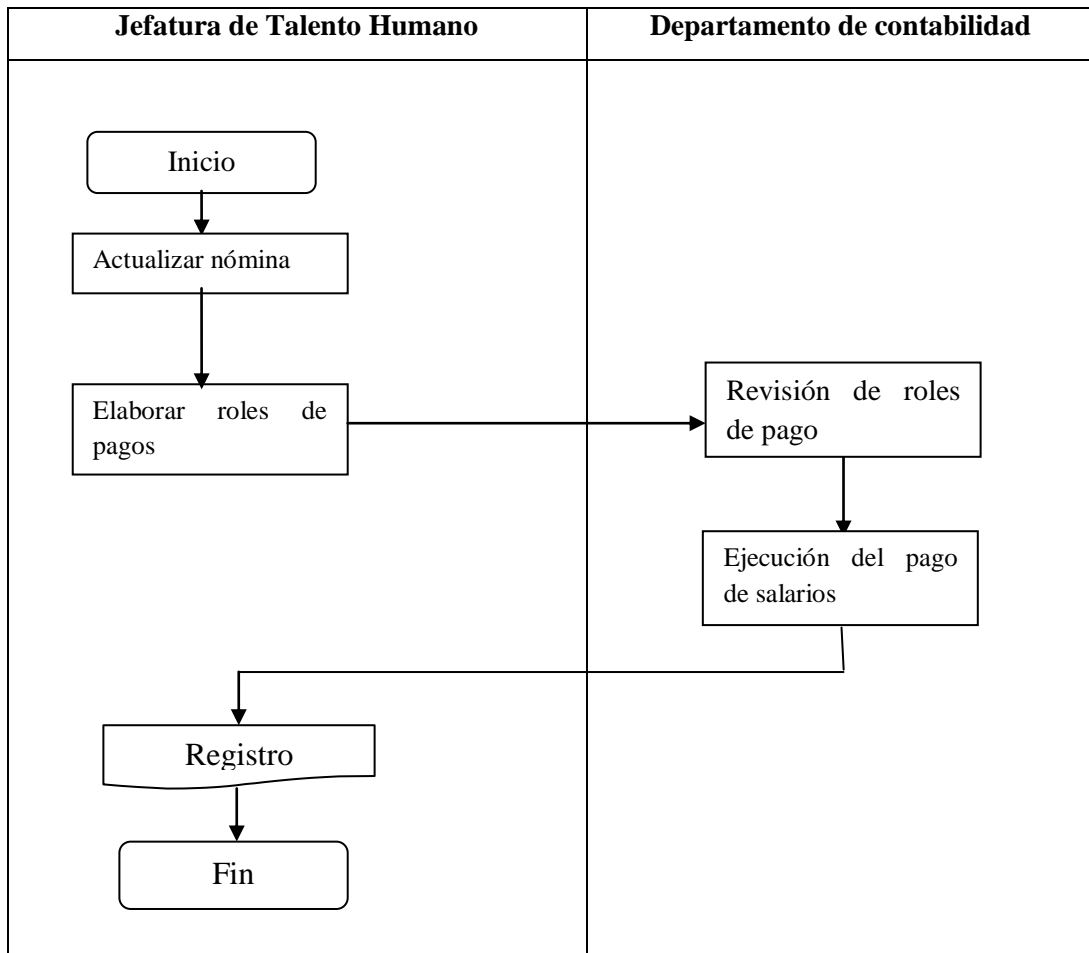 Jefatura de Talento Humano
Departamento de contabilidad
Inicio
Actualizar nómina
Elaborar roles de
pagos
Revisión de roles
de pago
Ejecución del pago
de salarios
Registro
Fin